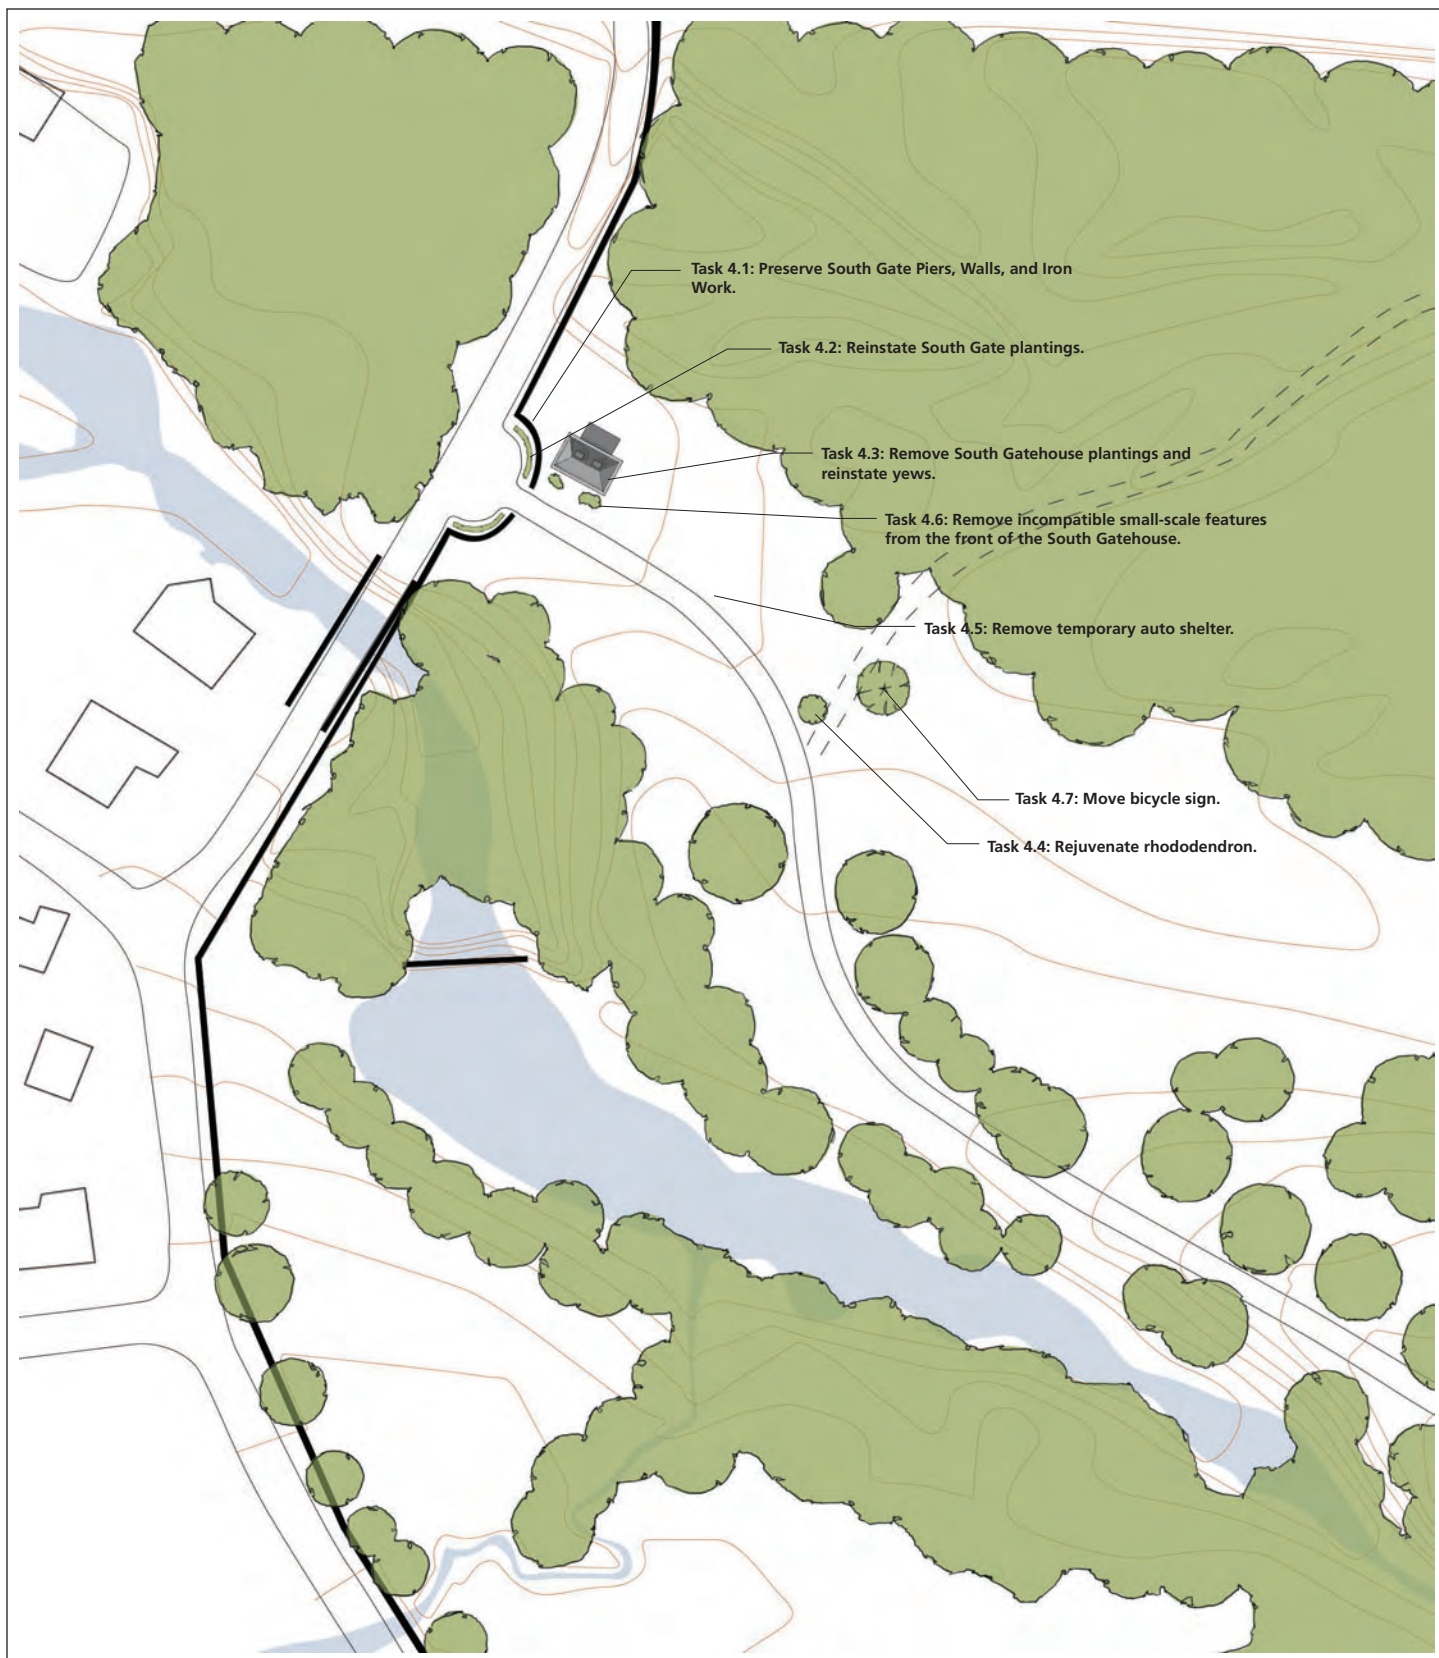 Task 4.1: Preserve South Gate Piers, Walls, and Iron
Work.
Task 4.2: Reinstate South Gate plantings.
Task 4.3: Remove South Gatehouse plantings and
reinstate yews.
Task 4.6: Remove incompatible small-scale features
from the front of the South Gatehouse.
Task 4.5: Remove temporary auto shelter.
Task 4.7: Move bicycle sign.
Task 4.4: Rejuvenate rhododendron.